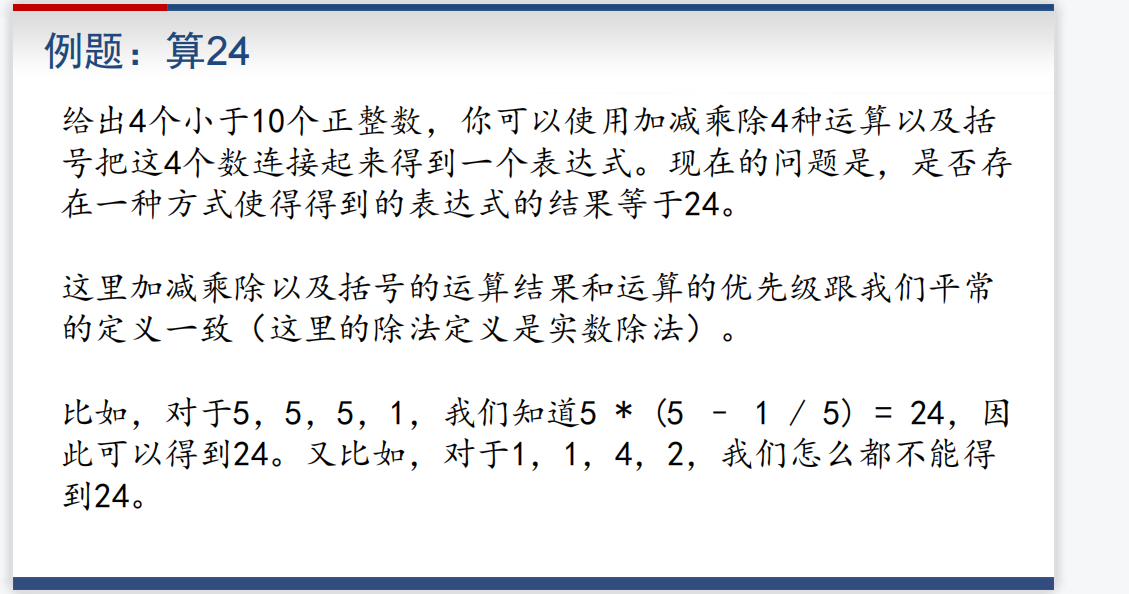 例题：算24
给出4个小于10个正整数，你可以使用加减乘除4种运算以及括
号把这4个数连接起来得到一个表达式。现在的问题是，是否存
在一种方式使得得到的表达式的结果等于24。
这里加减乘除以及括号的运算结果和运算的优先级跟我们平常
的定义一致（这里的除法定义是实数除法）。
比如，对于5，5，5，1，我们知道5 * (5 – 1 / 5) = 24，因
此可以得到24。又比如，对于1，1，4，2，我们怎么都不能得
到24。